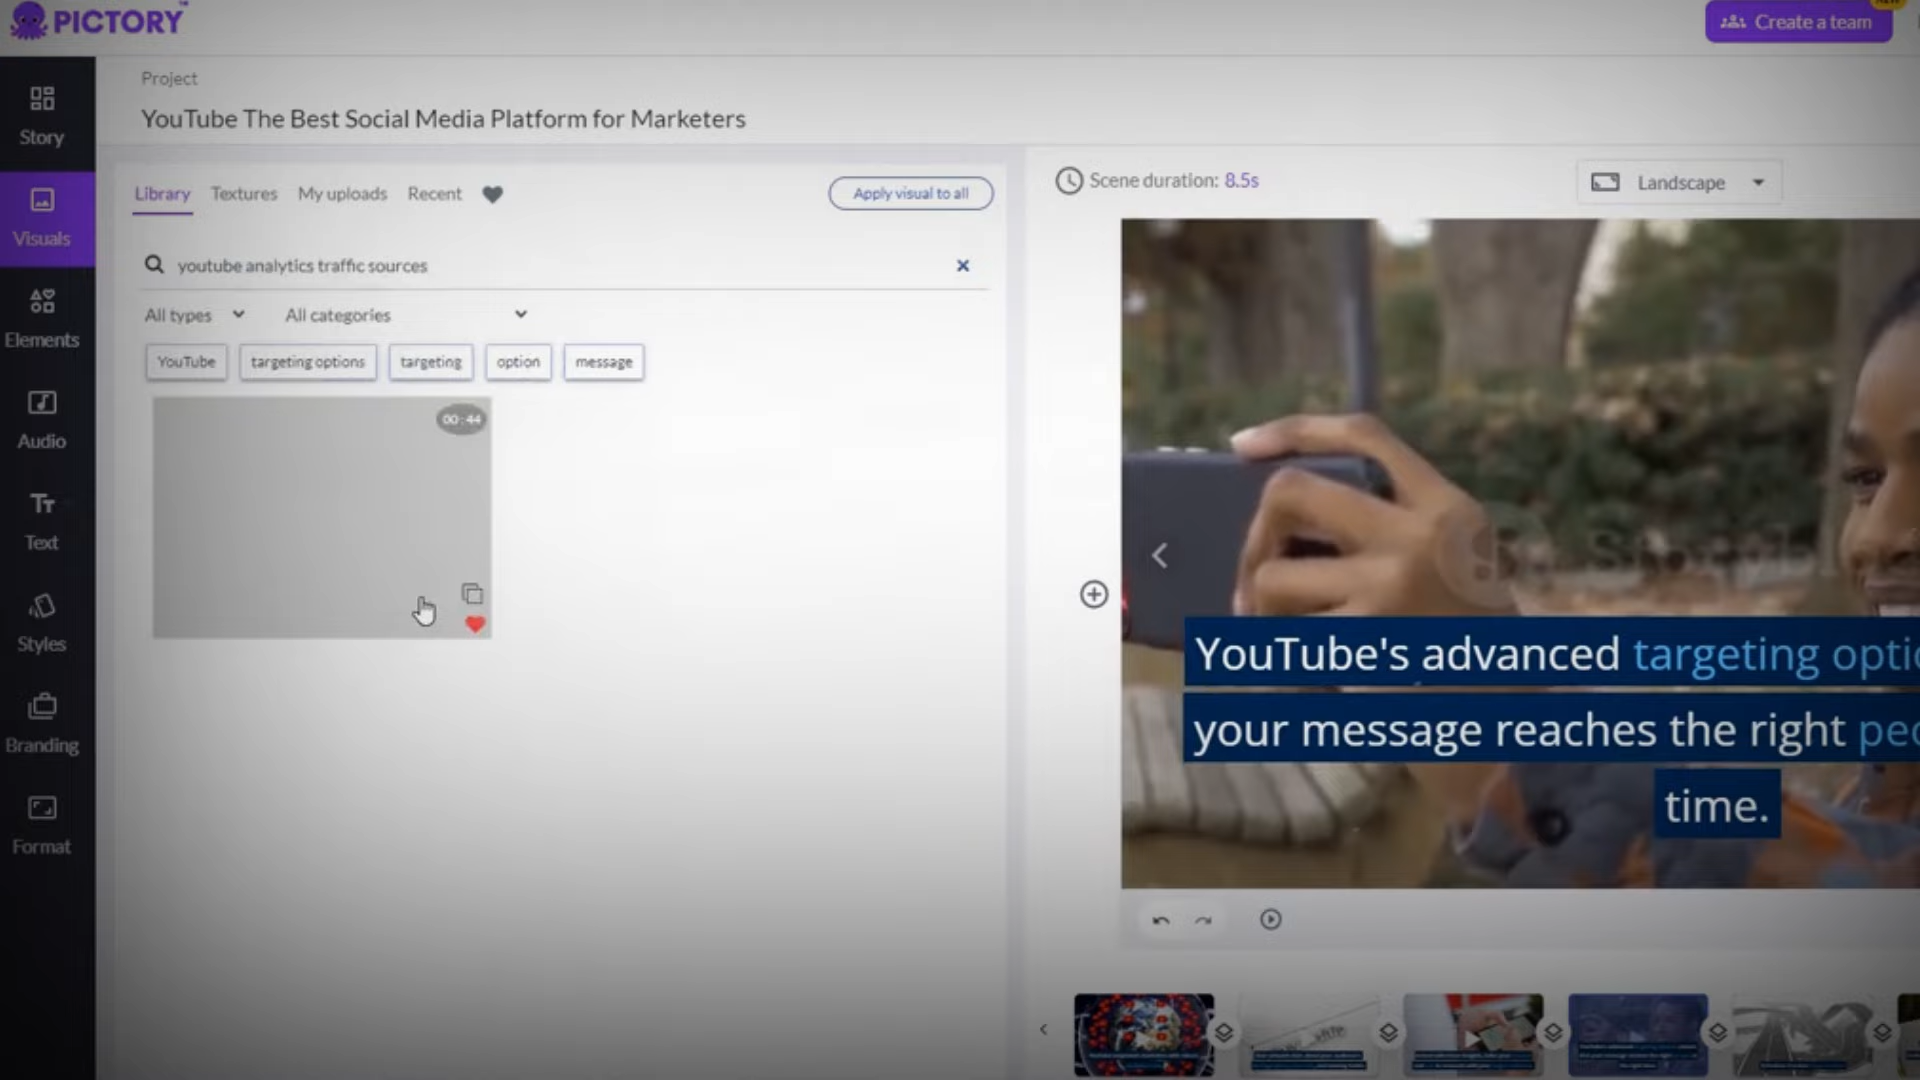 PICTORY
NEW
Create a team
Project
YouTube The Best Social Media Platform for Marketers
Story
Visuals
Elements
Audio
Text
Styles
Branding
Format
Library
Textures
My uploads
Recent
Apply visual to all
youtube analytics traffic sources
All types
All categories
YouTube
targeting options
targeting
option
message
00:44
Scene duration: 8.5s
Landscape
YouTube's advanced targeting optio
your message reaches the right peo
time.